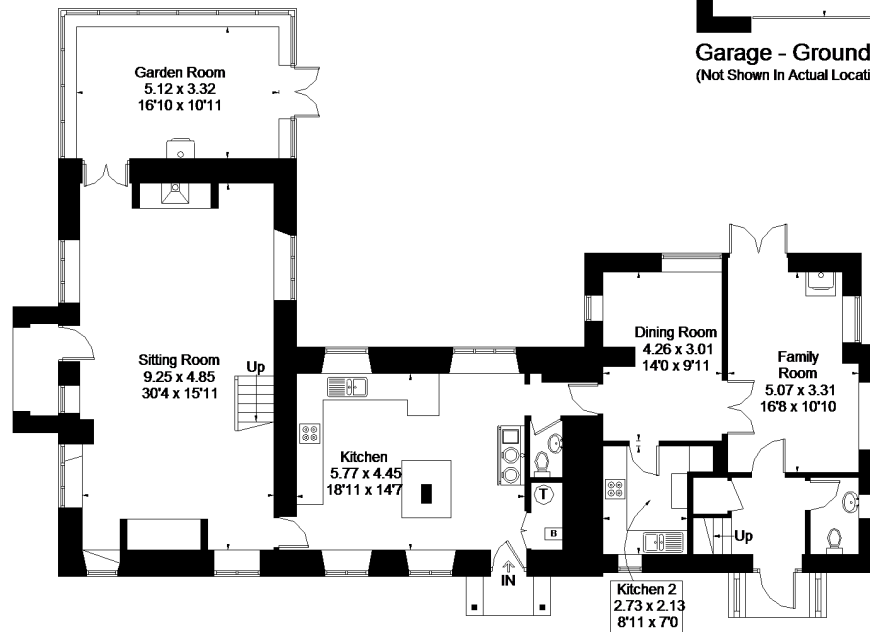 Garage - Ground
(Not Shown In Actual Locati
Garden Room
5.12 x 3.32
16'10 x 10'11
Sitting Room
9.25 x 4.85
30'4 x 15'11
Up
Kitchen
5.77 x 4.45
18'11 x 14'7
T
B
IN
Dining Room
4.26 x 3.01
14'0 x 9'11
Family
Room
5.07 x 3.31
16'8 x 10'10
Up
Kitchen 2
2.73 x 2.13
8'11 x 7'0